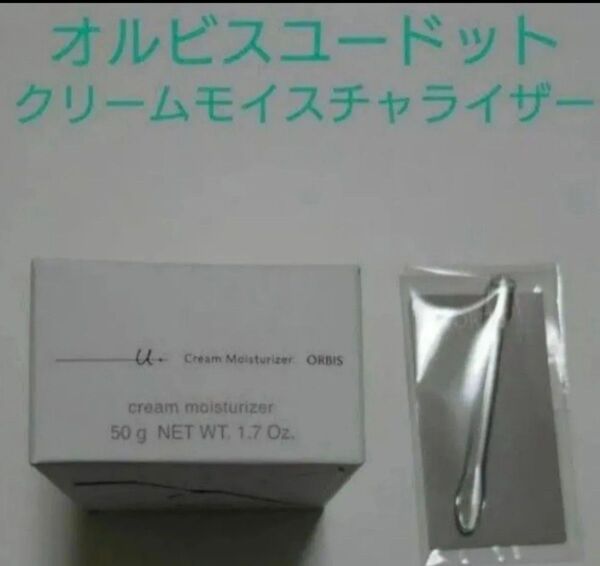 オルビスユードット
クリームモイスチャライザー
u. Cream Moisturizer ORBIS
cream moisturizer
50 g NET WT. 1.7 Oz.